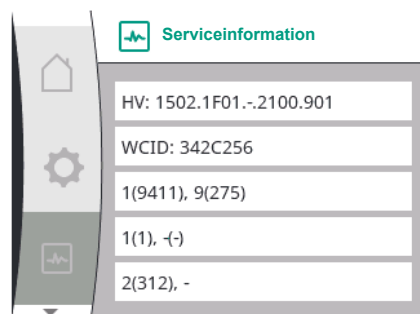 Serviceinformation
HV: 1502.1F01.-.2100.901
WCID: 342C256
1(9411), 9(275)
1(1), -(-)
2(312), -